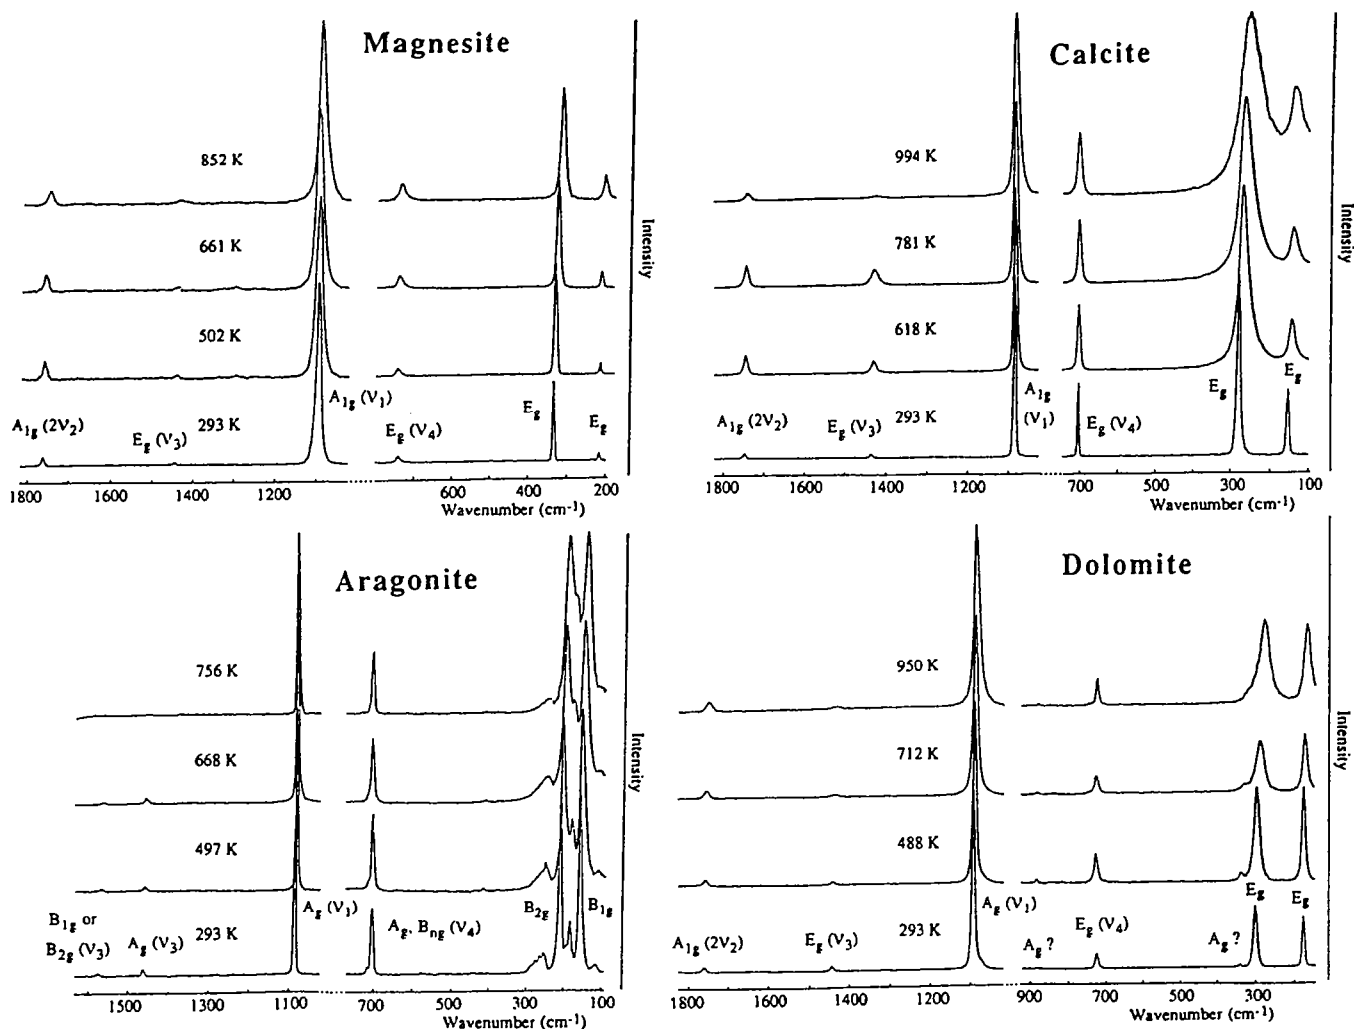 Magnesite
852 K
661 K
502 K
A1g (ν1)
A1g (2ν2)
Eg (ν3)
293 K
Eg (ν4)
Eg
Eg
Intensity
1800 1600 1400 1200 600 400 200
Wavenumber (cm-1)
Calcite
994 K
781 K
618 K
A1g
(ν1)
A1g (2ν2)
Eg (ν3)
293 K
Eg (ν4)
Eg
Eg
Intensity
1800 1600 1400 1200 700 500 300 100
Wavenumber (cm-1)
Aragonite
756 K
668 K
497 K
B1g or
B2g (ν3)
Ag (ν3)
293 K
Ag (ν1)
Ag, Bng (ν4)
B2g
B1g
Intensity
1500 1300 1100 700 500 300 100
Wavenumber (cm-1)
Dolomite
950 K
712 K
488 K
A1g (2ν2)
Eg (ν3)
293 K
Ag (ν1)
Ag ?
Eg (ν4)
Ag ?
Eg
Eg
Intensity
1800 1600 1400 1200 900 700 500 300
Wavenumber (cm-1)